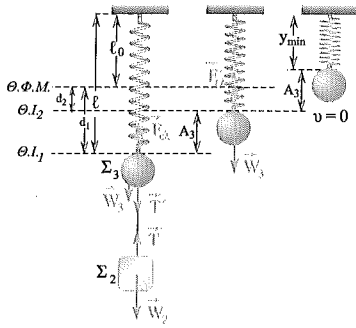 ℓ₀
y_min
Θ.Φ.Μ.
d₂
ℓ
A₃
Θ.Ι.₂
d₁
A₃
υ = 0
Θ.Ι.₁
Σ₃
W₃
W₃
T'
T
Σ₂
W₂